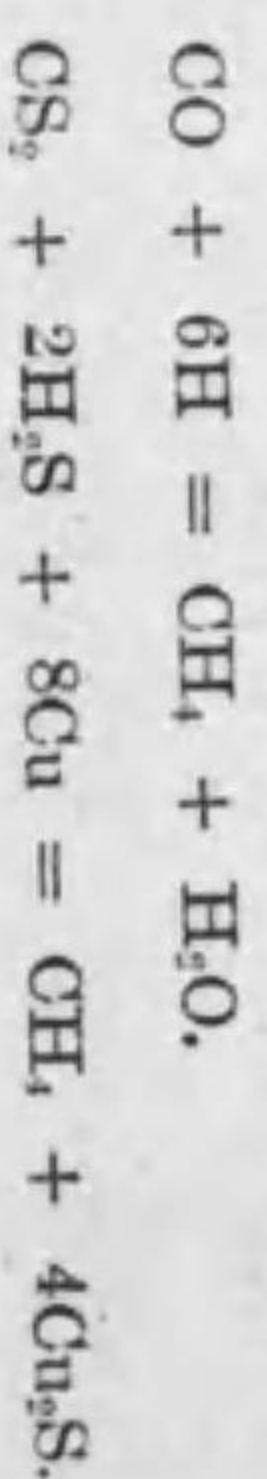 CO + 6H = CH₄ + H₂O.
CS₂ + 2H₂S + 8Cu = CH₄ + 4Cu₂S.